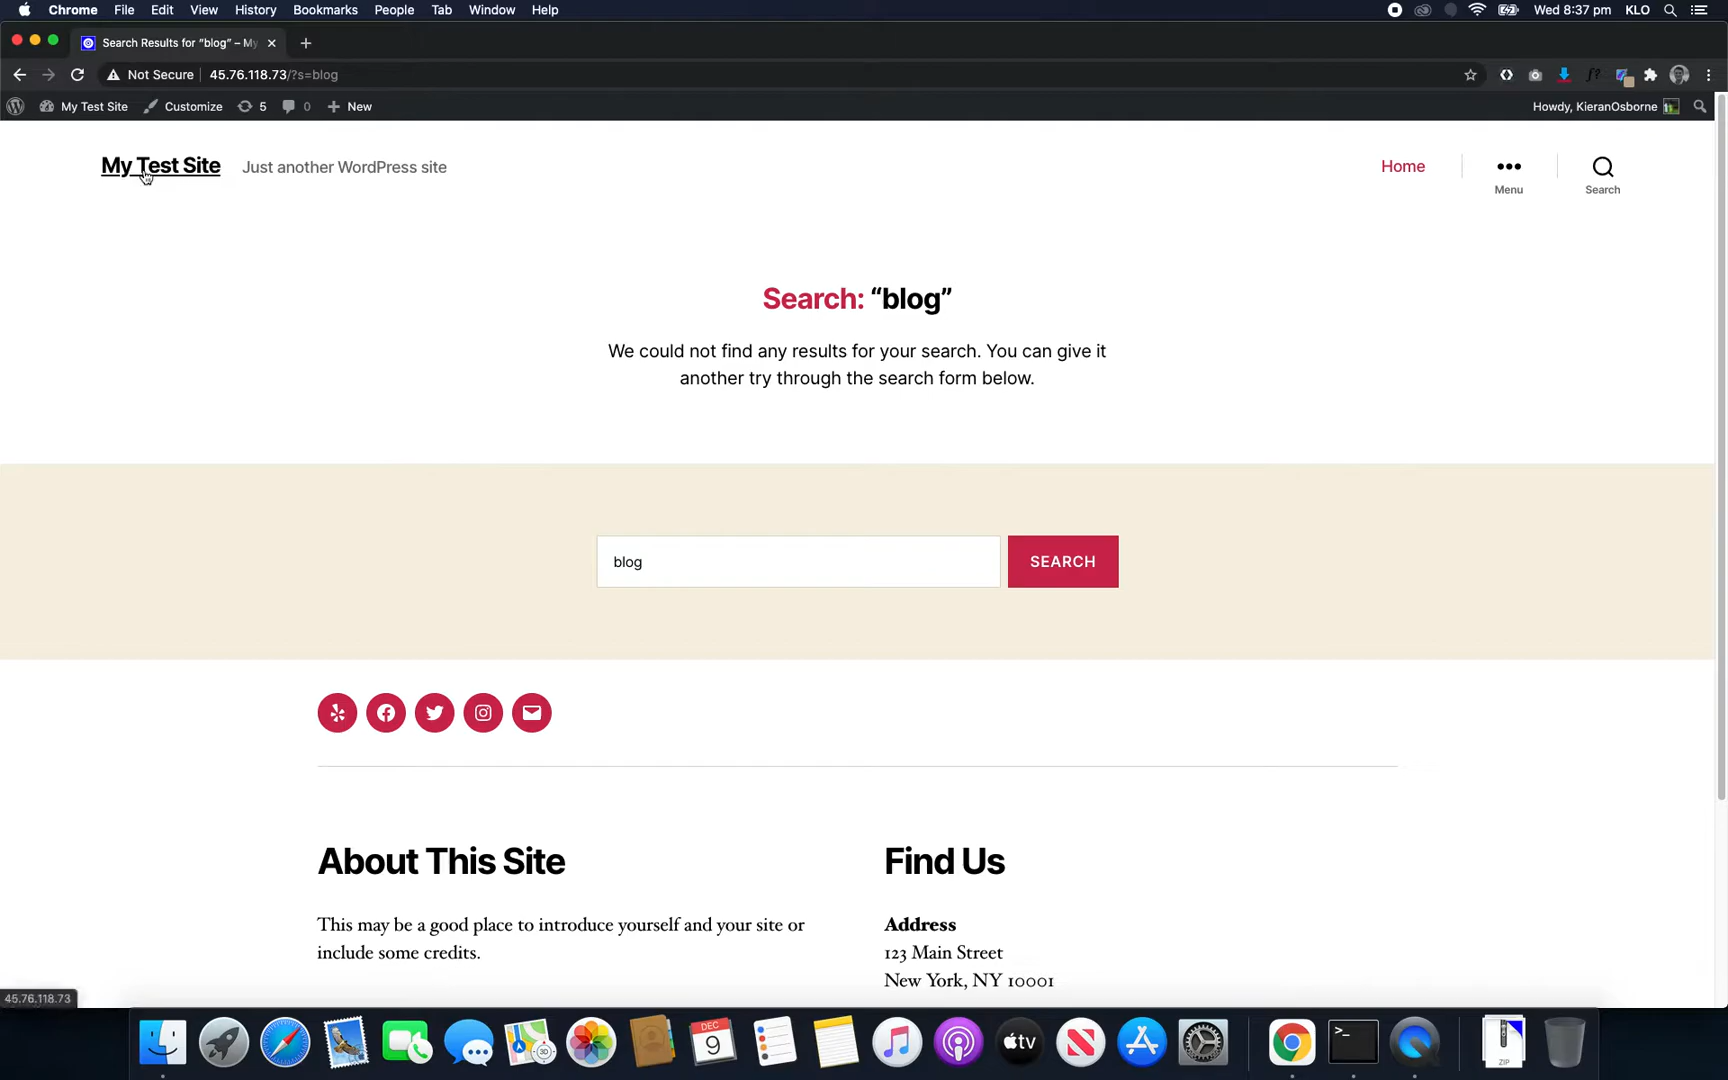 Chrome File Edit View History Bookmarks People Tab Window Help Wed 8:37 pm KLO
Search Results for “blog” – My
Not Secure 45.76.118.73/?s=blog
My Test Site Customize 5 0 New Howdy, KieranOsborne
My Test Site Just another WordPress site Home Menu Search
Search: “blog”
We could not find any results for your search. You can give it
another try through the search form below.
blog SEARCH
About This Site
This may be a good place to introduce yourself and your site or
include some credits.
Find Us
Address
123 Main Street
New York, NY 10001
45.76.118.73
DEC
9
tv
ZIP